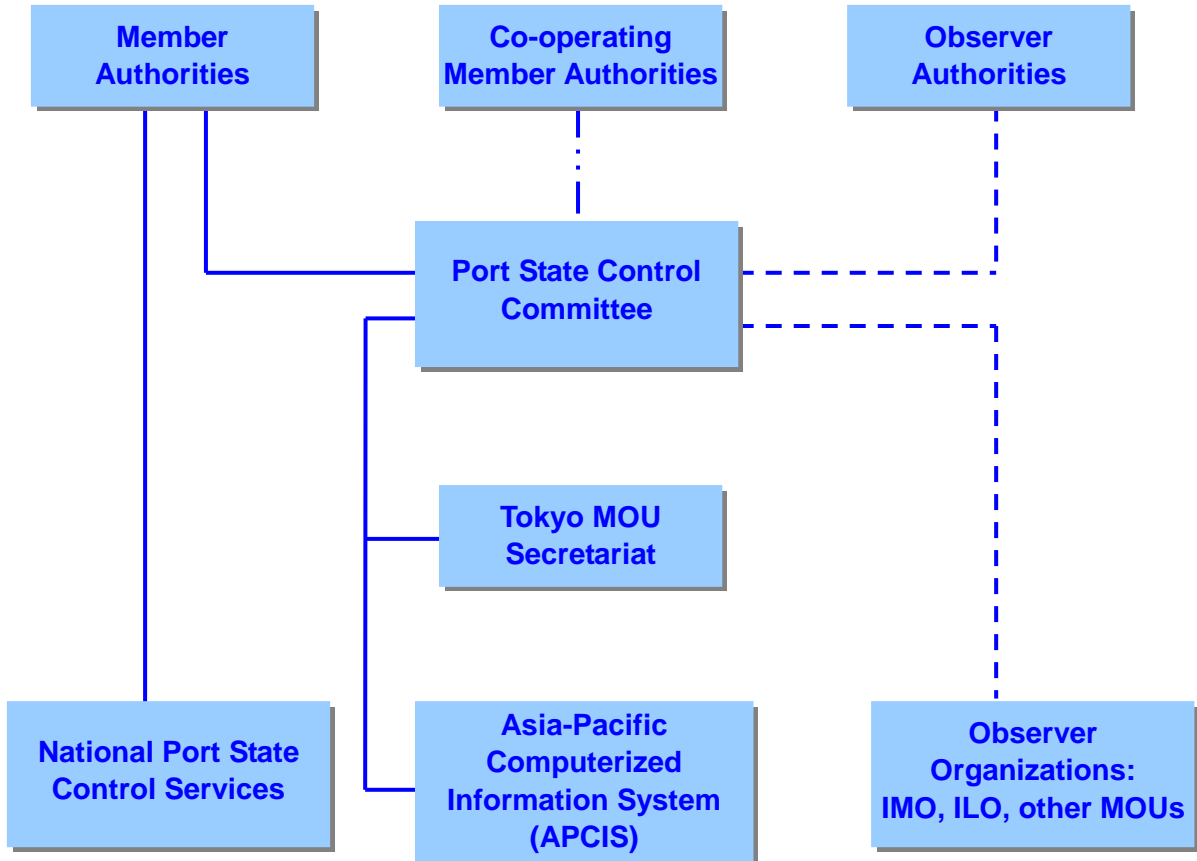 Member
Authorities
Co-operating
Member Authorities
Observer
Authorities
Port State Control
Committee
Tokyo MOU
Secretariat
National Port State
Control Services
Asia-Pacific
Computerized
Information System
(APCIS)
Observer
Organizations:
IMO, ILO, other MOUs